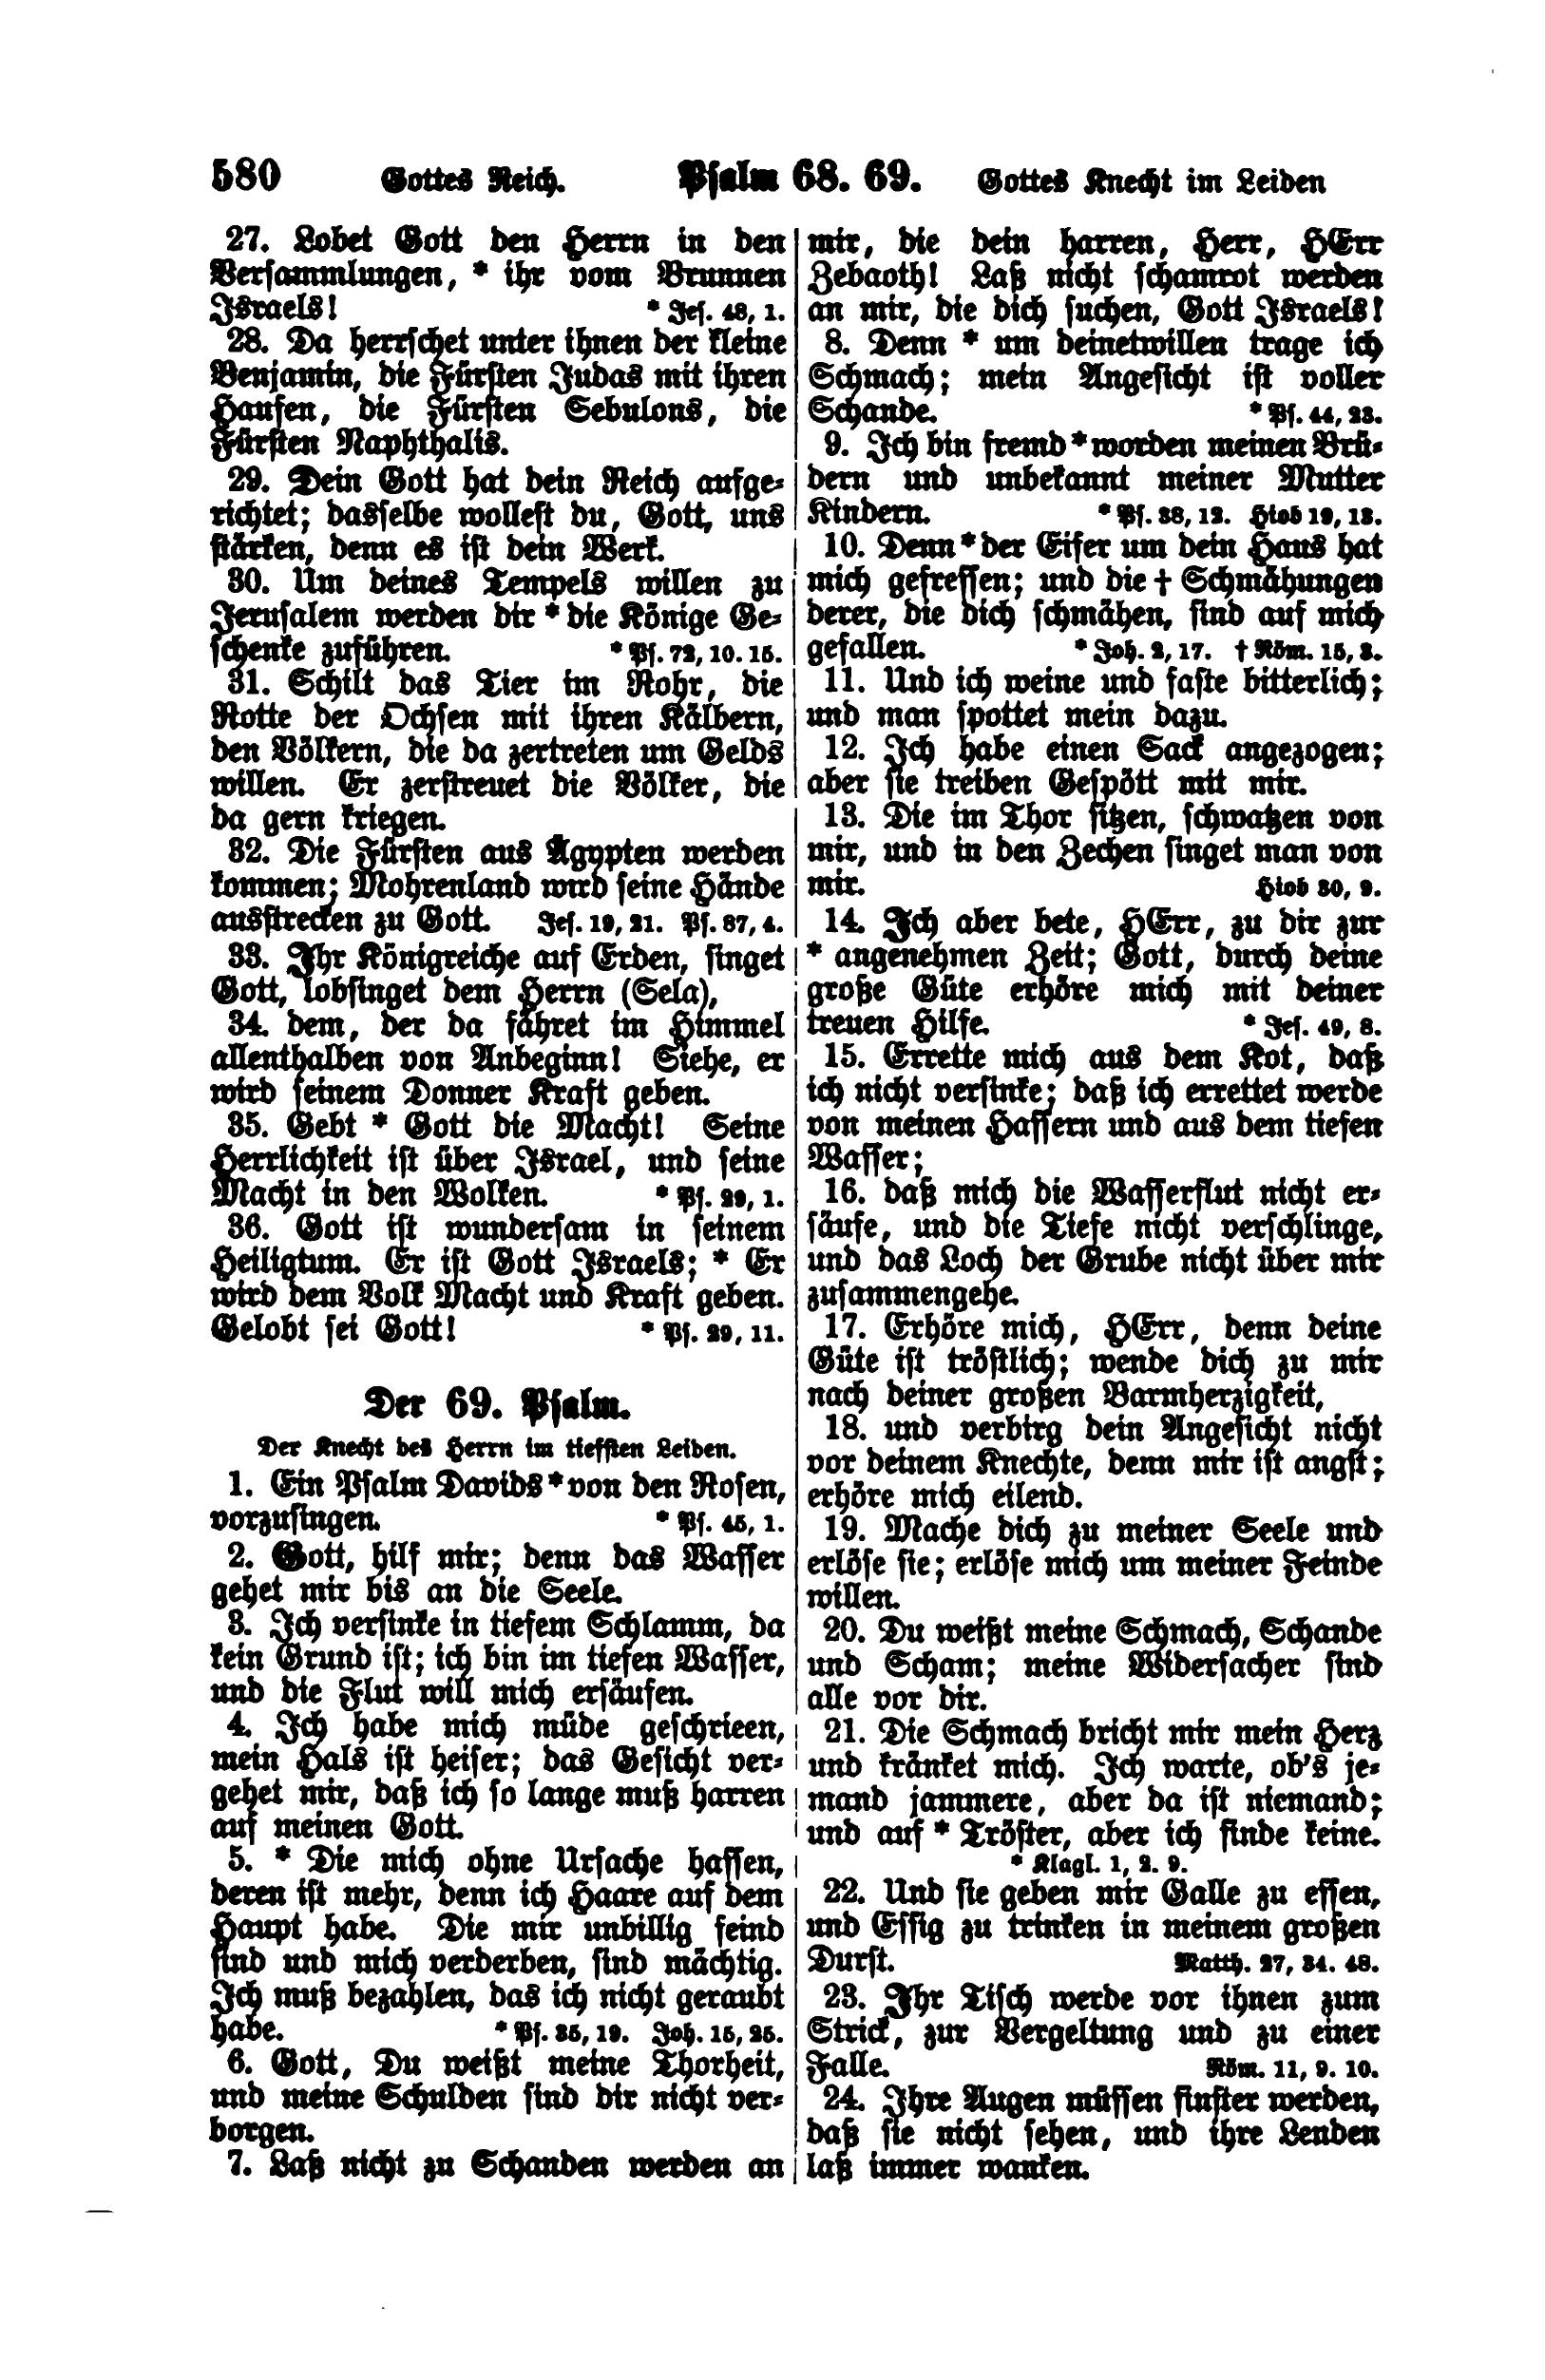 580 Gottes Reich. Psalm 68. 69. Gottes Knecht im Leiden
27. Lobet Gott den Herrn in den
Versammlungen, * ihr vom Brunnen
Israels! * Jes. 48, 1.
28. Da herrschet unter ihnen der kleine
Benjamin, die Fürsten Judas mit ihren
Haufen, die Fürsten Sebulons, die
Fürsten Naphthalis.
29. Dein Gott hat dein Reich aufge-
richtet; dasselbe wollest du, Gott, uns
stärken, denn es ist dein Werk.
30. Um deines Tempels willen zu
Jerusalem werden dir * die Könige Ge-
schenke zuführen. * Ps. 72, 10. 15.
31. Schilt das Tier im Rohr, die
Rotte der Ochsen mit ihren Kälbern,
den Völkern, die da zertreten um Gelds
willen. Er zerstreuet die Völker, die
da gern kriegen.
32. Die Fürsten aus Ägypten werden
kommen; Mohrenland wird seine Hände
ausstrecken zu Gott. Jes. 19, 21. Ps. 87, 4.
33. Ihr Königreiche auf Erden, singet
Gott, lobsinget dem Herrn (Sela),
34. dem, der da fähret im Himmel
allenthalben von Anbeginn! Siehe, er
wird seinem Donner Kraft geben.
35. Gebt * Gott die Macht! Seine
Herrlichkeit ist über Israel, und seine
Macht in den Wolken. * Ps. 29, 1.
36. Gott ist wundersam in seinem
Heiligtum. Er ist Gott Israels; * Er
wird dem Volk Macht und Kraft geben.
Gelobt sei Gott! * Ps. 29, 11.
Der 69. Psalm.
Der Knecht des Herrn im tiefsten Leiden.
1. Ein Psalm Davids * von den Rosen,
vorzusingen. * Ps. 45, 1.
2. Gott, hilf mir; denn das Wasser
gehet mir bis an die Seele.
3. Ich versinke in tiefem Schlamm, da
kein Grund ist; ich bin im tiefen Wasser,
und die Flut will mich ersäufen.
4. Ich habe mich müde geschrieen,
mein Hals ist heiser; das Gesicht ver-
gehet mir, daß ich so lange muß harren
auf meinen Gott.
5. * Die mich ohne Ursache hassen,
deren ist mehr, denn ich Haare auf dem
Haupt habe. Die mir unbillig feind
sind und mich verderben, sind mächtig.
Ich muß bezahlen, das ich nicht geraubt
habe. * Ps. 35, 19. Joh. 15, 25.
6. Gott, Du weißt meine Thorheit,
und meine Schulden sind dir nicht ver-
borgen.
7. Laß nicht zu Schanden werden an
mir, die dein harren, Herr, HErr
Zebaoth! Laß nicht schamrot werden
an mir, die dich suchen, Gott Israels!
8. Denn * um deinetwillen trage ich
Schmach; mein Angesicht ist voller
Schande. * Ps. 44, 23.
9. Ich bin fremd * worden meinen Brü-
dern und unbekannt meiner Mutter
Kindern. * Ps. 38, 12. Hiob 19, 13.
10. Denn * der Eifer um dein Haus hat
mich gefressen; und die † Schmähungen
derer, die dich schmähen, sind auf mich
gefallen. * Joh. 2, 17. † Röm. 15, 3.
11. Und ich weine und faste bitterlich;
und man spottet mein dazu.
12. Ich habe einen Sack angezogen;
aber sie treiben Gespött mit mir.
13. Die im Thor sitzen, schwatzen von
mir, und in den Zechen singet man von
mir. Hiob 30, 9.
14. Ich aber bete, HErr, zu dir zur
* angenehmen Zeit; Gott, durch deine
große Güte erhöre mich mit deiner
treuen Hilfe. * Jes. 49, 8.
15. Errette mich aus dem Kot, daß
ich nicht versinke; daß ich errettet werde
von meinen Hassern und aus dem tiefen
Wasser;
16. daß mich die Wasserflut nicht er-
säufe, und die Tiefe nicht verschlinge,
und das Loch der Grube nicht über mir
zusammengehe.
17. Erhöre mich, HErr, denn deine
Güte ist tröstlich; wende dich zu mir
nach deiner großen Barmherzigkeit,
18. und verbirg dein Angesicht nicht
vor deinem Knechte, denn mir ist angst;
erhöre mich eilend.
19. Mache dich zu meiner Seele und
erlöse sie; erlöse mich um meiner Feinde
willen.
20. Du weißt meine Schmach, Schande
und Scham; meine Widersacher sind
alle vor dir.
21. Die Schmach bricht mir mein Herz
und kränket mich. Ich warte, ob's je-
mand jammere, aber da ist niemand;
und auf * Tröster, aber ich finde keine.
* Klagl. 1, 2. 9.
22. Und sie geben mir Galle zu essen,
und Essig zu trinken in meinem großen
Durst. Matth. 27, 34. 48.
23. Ihr Tisch werde vor ihnen zum
Strick, zur Vergeltung und zu einer
Falle. Röm. 11, 9. 10.
24. Ihre Augen müssen finster werden,
daß sie nicht sehen, und ihre Lenden
laß immer wanken.